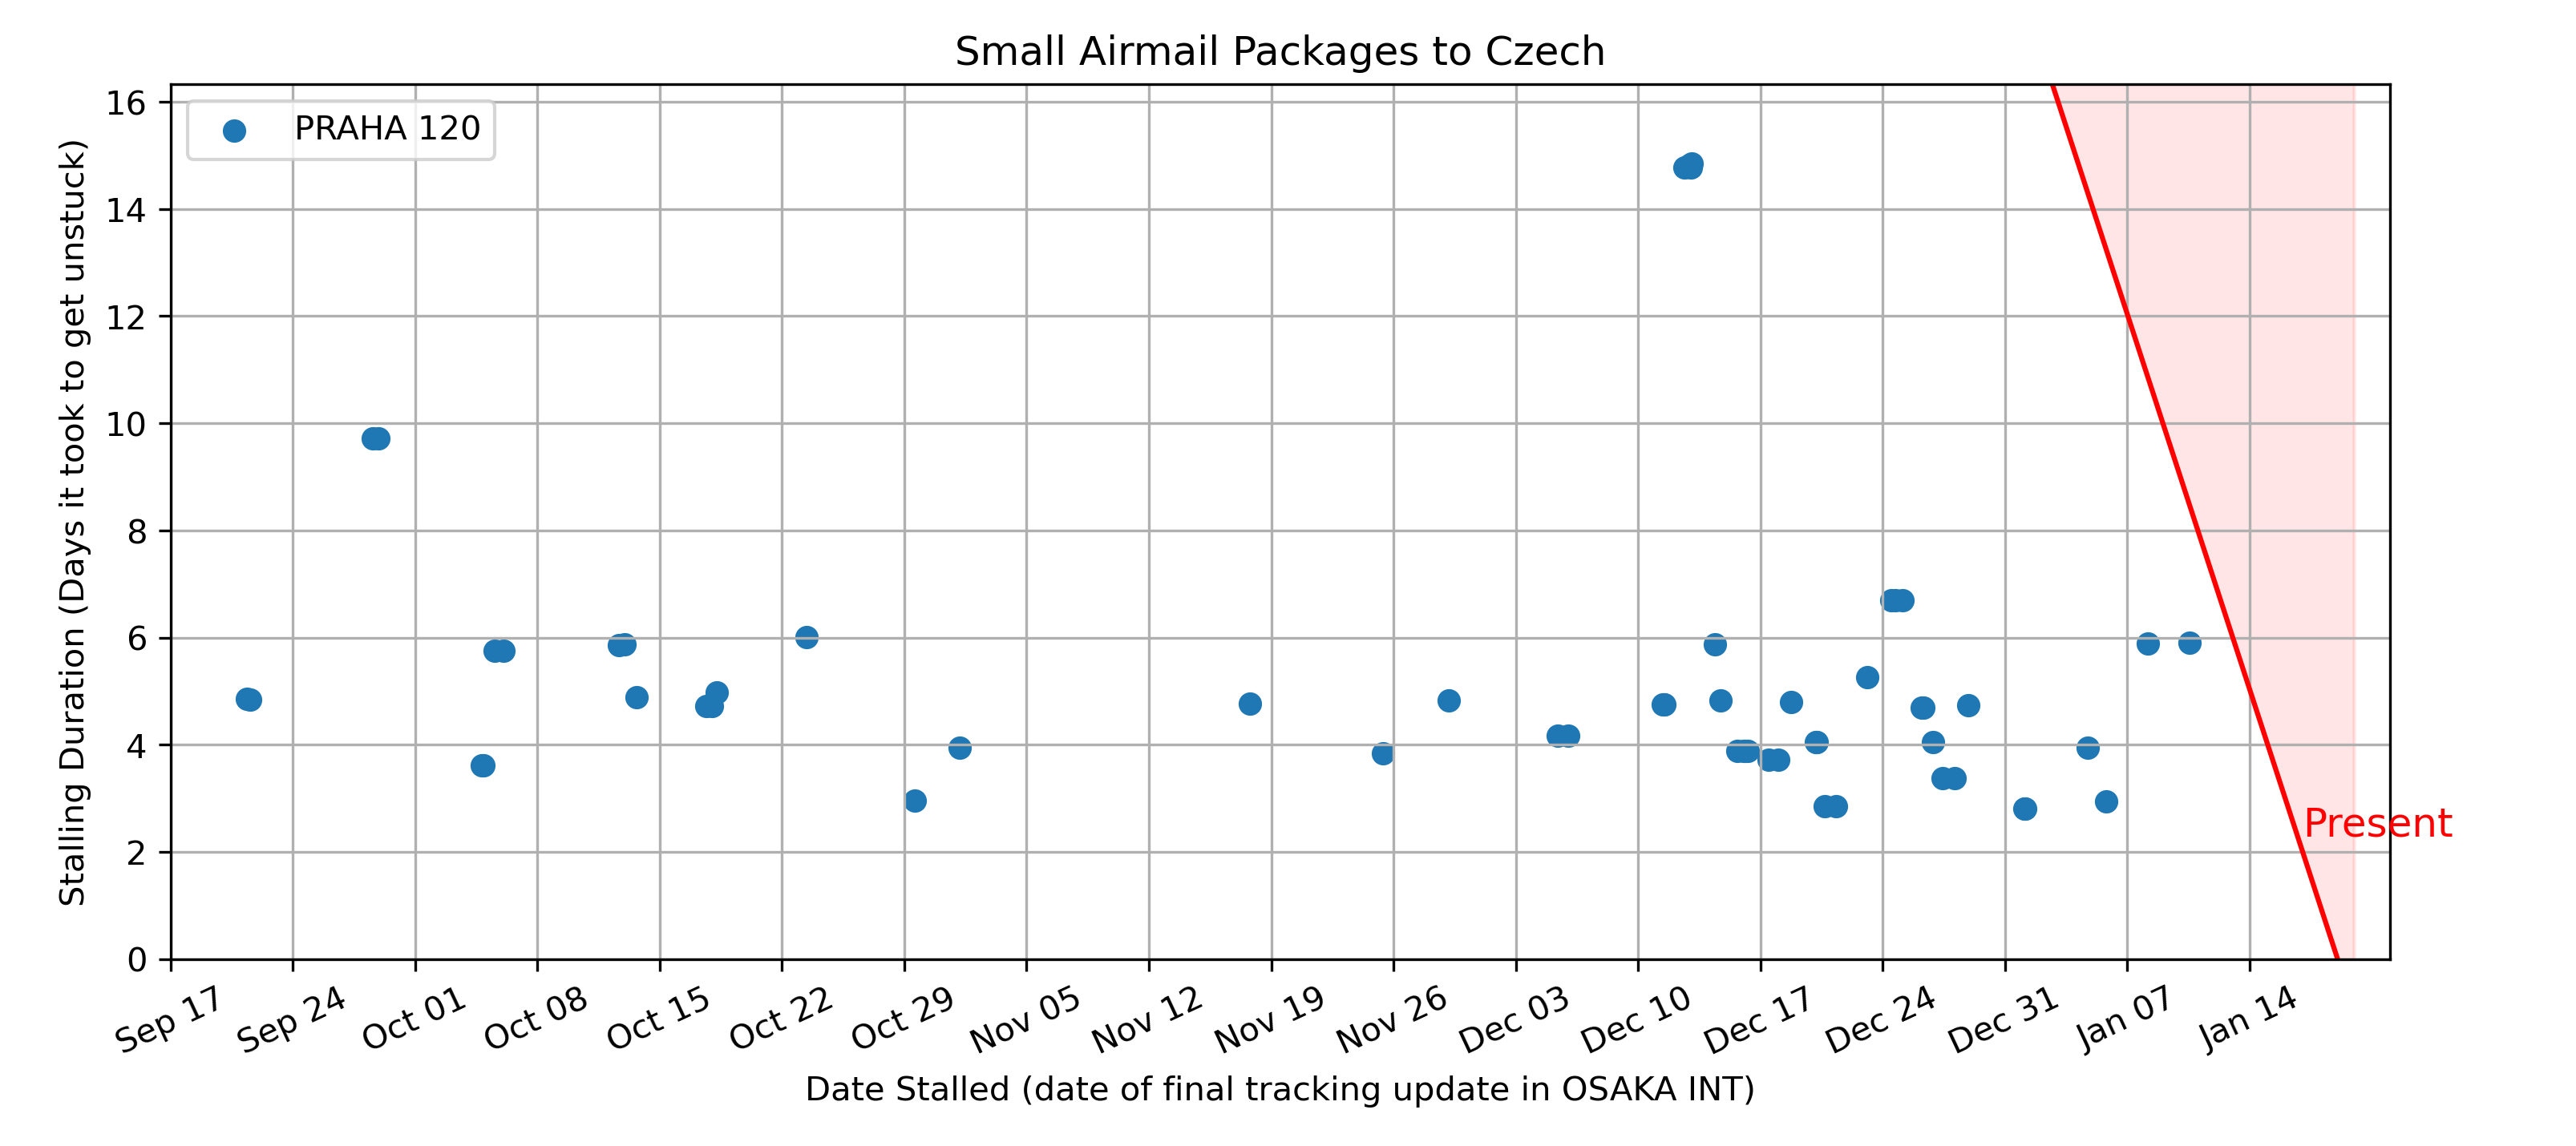 Small Airmail Packages to Czech
PRAHA 120
Stalling Duration (Days it took to get unstuck)
16
14
12
10
8
6
4
2
0
Present
Sep 17
Sep 24
Oct 01
Oct 08
Oct 15
Oct 22
Oct 29
Nov 05
Nov 12
Nov 19
Nov 26
Dec 03
Dec 10
Dec 17
Dec 24
Dec 31
Jan 07
Jan 14
Date Stalled (date of final tracking update in OSAKA INT)